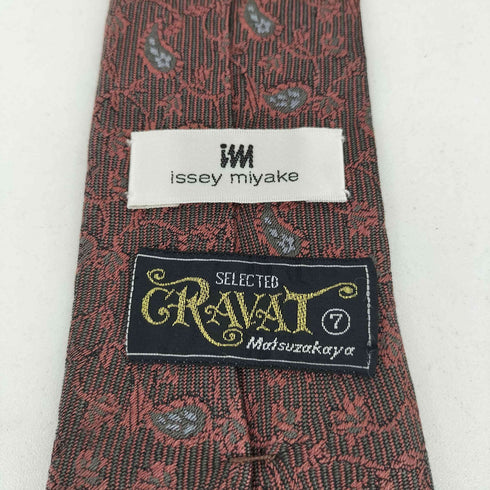 im
issey miyake
SELECTED
CRAVAT 7
Matsuzakaya